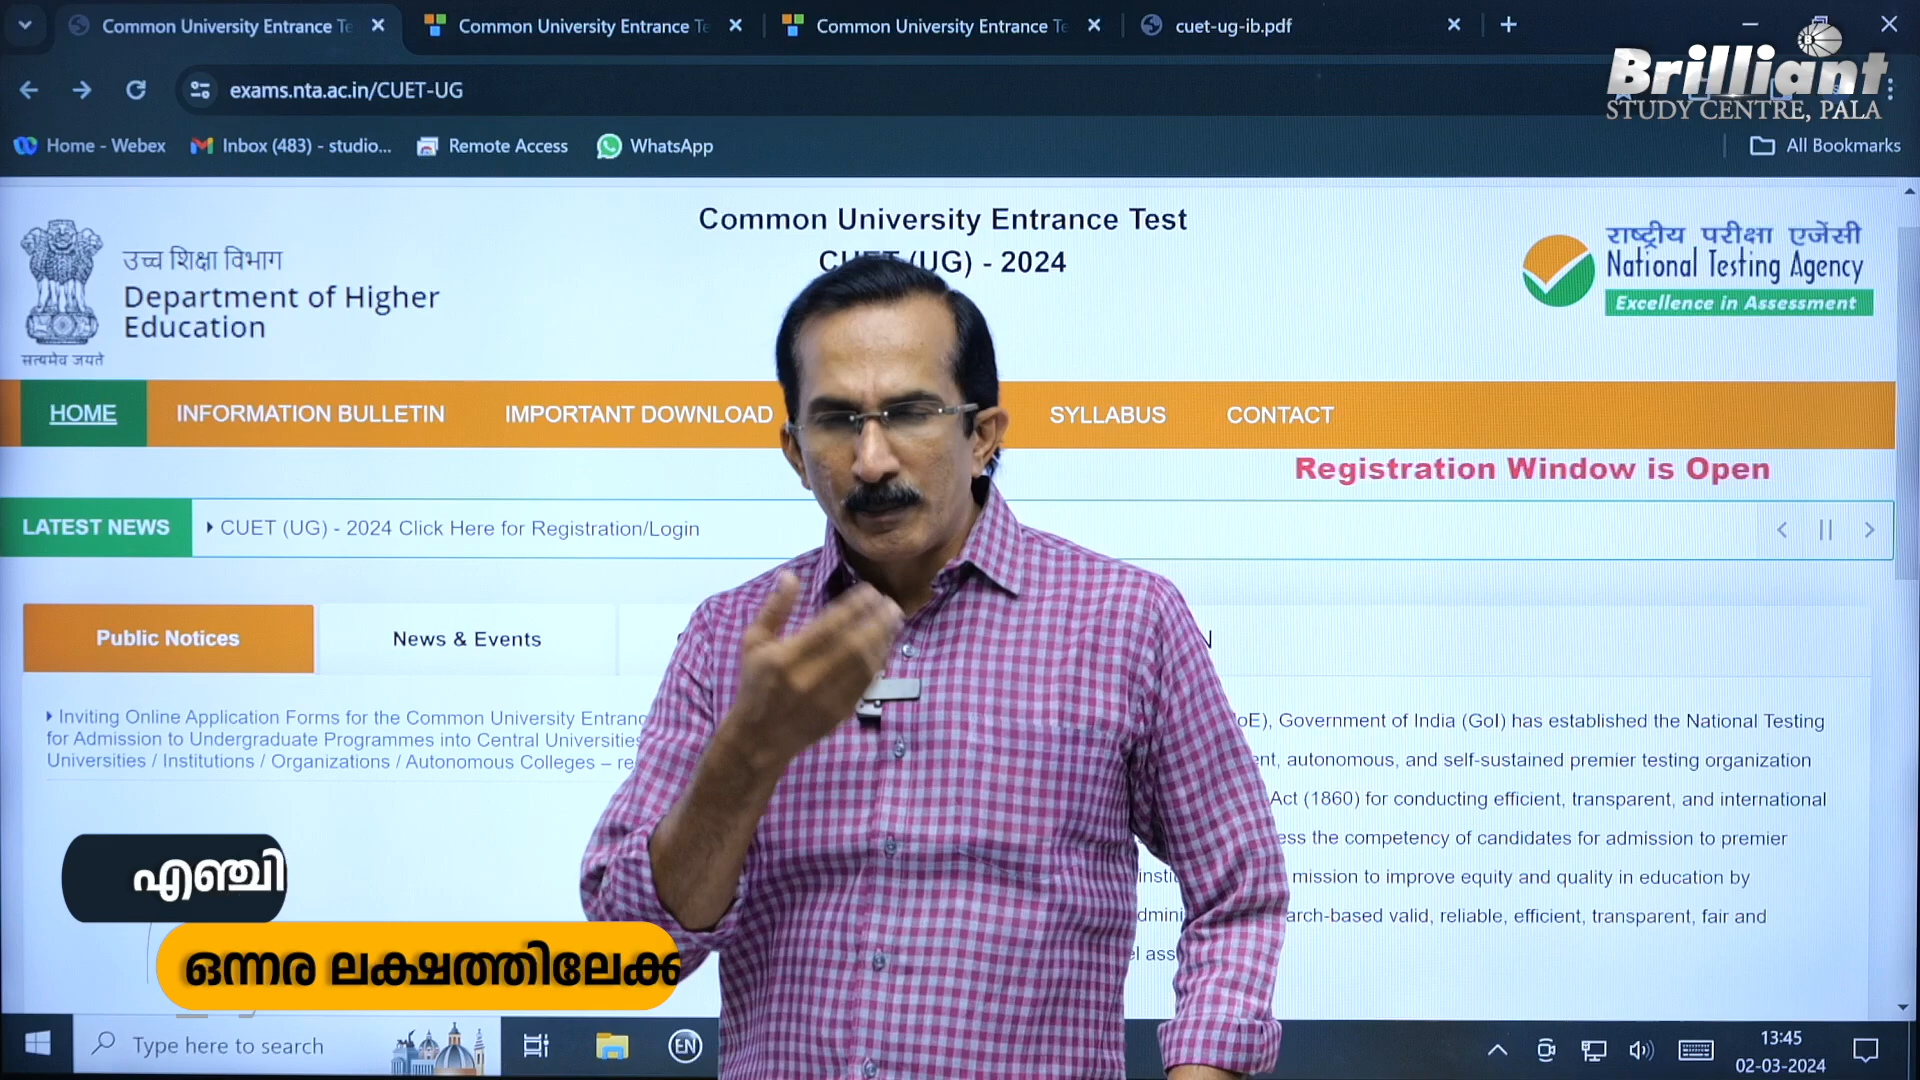 Common University Entrance Te
Common University Entrance Te
Common University Entrance Te
cuet-ug-ib.pdf
exams.nta.ac.in/CUET-UG
Brilliant
STUDY CENTRE, PALA
Home - Webex
Inbox (483) - studio...
Remote Access
WhatsApp
All Bookmarks
Common University Entrance Test
CUET (UG) - 2024
उच्च शिक्षा विभाग
Department of Higher
Education
सत्यमेव जयते
राष्ट्रीय परीक्षा एजेंसी
National Testing Agency
Excellence in Assessment
HOME
INFORMATION BULLETIN
IMPORTANT DOWNLOAD
SYLLABUS
CONTACT
Registration Window is Open
LATEST NEWS
CUET (UG) - 2024 Click Here for Registration/Login
Public Notices
News & Events
N
Inviting Online Application Forms for the Common University Entranc
for Admission to Undergraduate Programmes into Central Universities
Universities / Institutions / Organizations / Autonomous Colleges – re
oE), Government of India (GoI) has established the National Testing
ent, autonomous, and self-sustained premier testing organization
Act (1860) for conducting efficient, transparent, and international
ess the competency of candidates for admission to premier
instit mission to improve equity and quality in education by
dmini arch-based valid, reliable, efficient, transparent, fair and
el ass
എഞ്ചി
ഒന്നര ലക്ഷത്തിലേക്ക
Type here to search
EN
13:45
02-03-2024